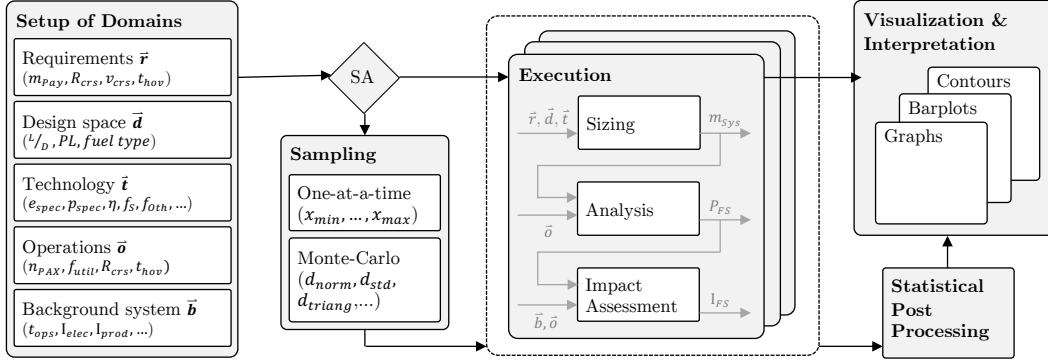 Setup of Domains
Requirements r⃗
(m_Pay, R_crs, v_crs, t_hov)
Design space d⃗
(L/D, PL, fuel type)
Technology t⃗
(e_spec, p_spec, η, f_S, f_Oth, ...)
Operations o⃗
(n_PAX, f_util, R_crs, t_hov)
Background system b⃗
(t_ops, I_elec, I_prod, ...)
SA
Sampling
One-at-a-time
(x_min, ..., x_max)
Monte-Carlo
(d_norm, d_std,
d_triang,...)
Execution
r⃗, d⃗, t⃗
Sizing
m_Sys
Analysis
o⃗
P_FS
Impact
Assessment
b⃗, o⃗
I_FS
Visualization &
Interpretation
Contours
Barplots
Graphs
Statistical
Post
Processing